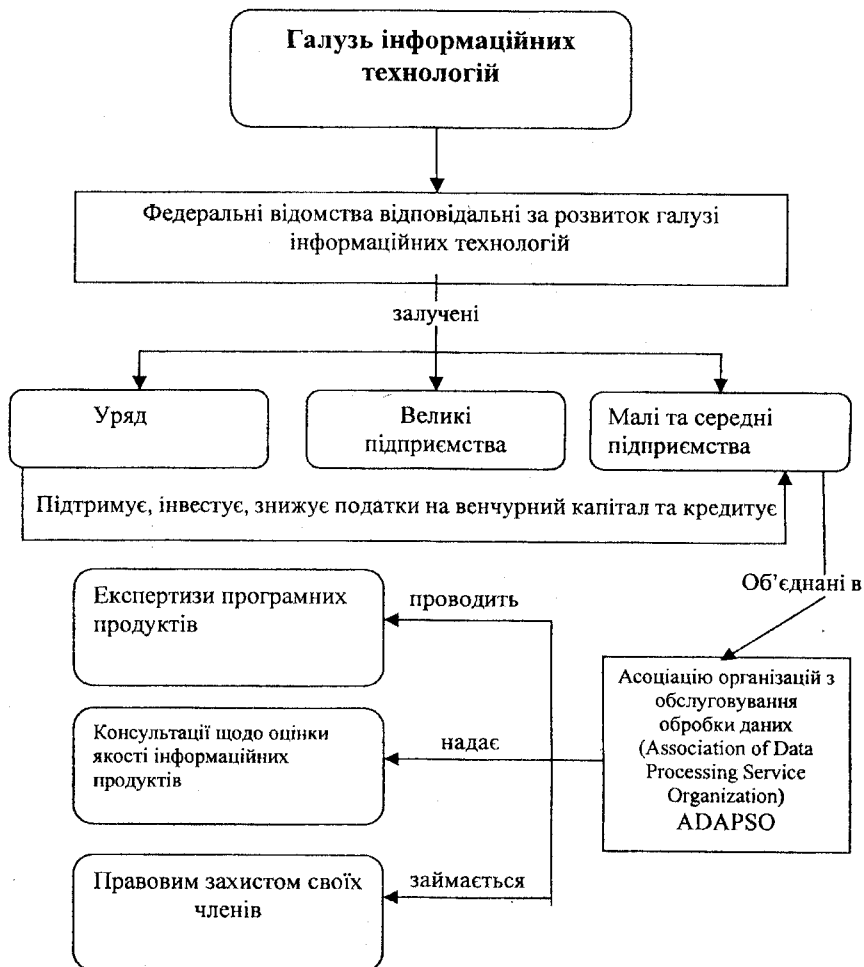 Галузь інформаційних
технологій
Федеральні відомства відповідальні за розвиток галузі
інформаційних технологій
залучені
Уряд
Великі
підприємства
Малі та середні
підприємства
Підтримує, інвестує, знижує податки на венчурний капітал та кредитує
Об’єднані в
Експертизи програмних
продуктів
проводить
Асоціацію організацій з
обслуговування
обробки даних
(Association of Data
Processing Service
Organization)
ADAPSO
Консультації щодо оцінки
якості інформаційних
продуктів
надає
Правовим захистом своїх
членів
займається